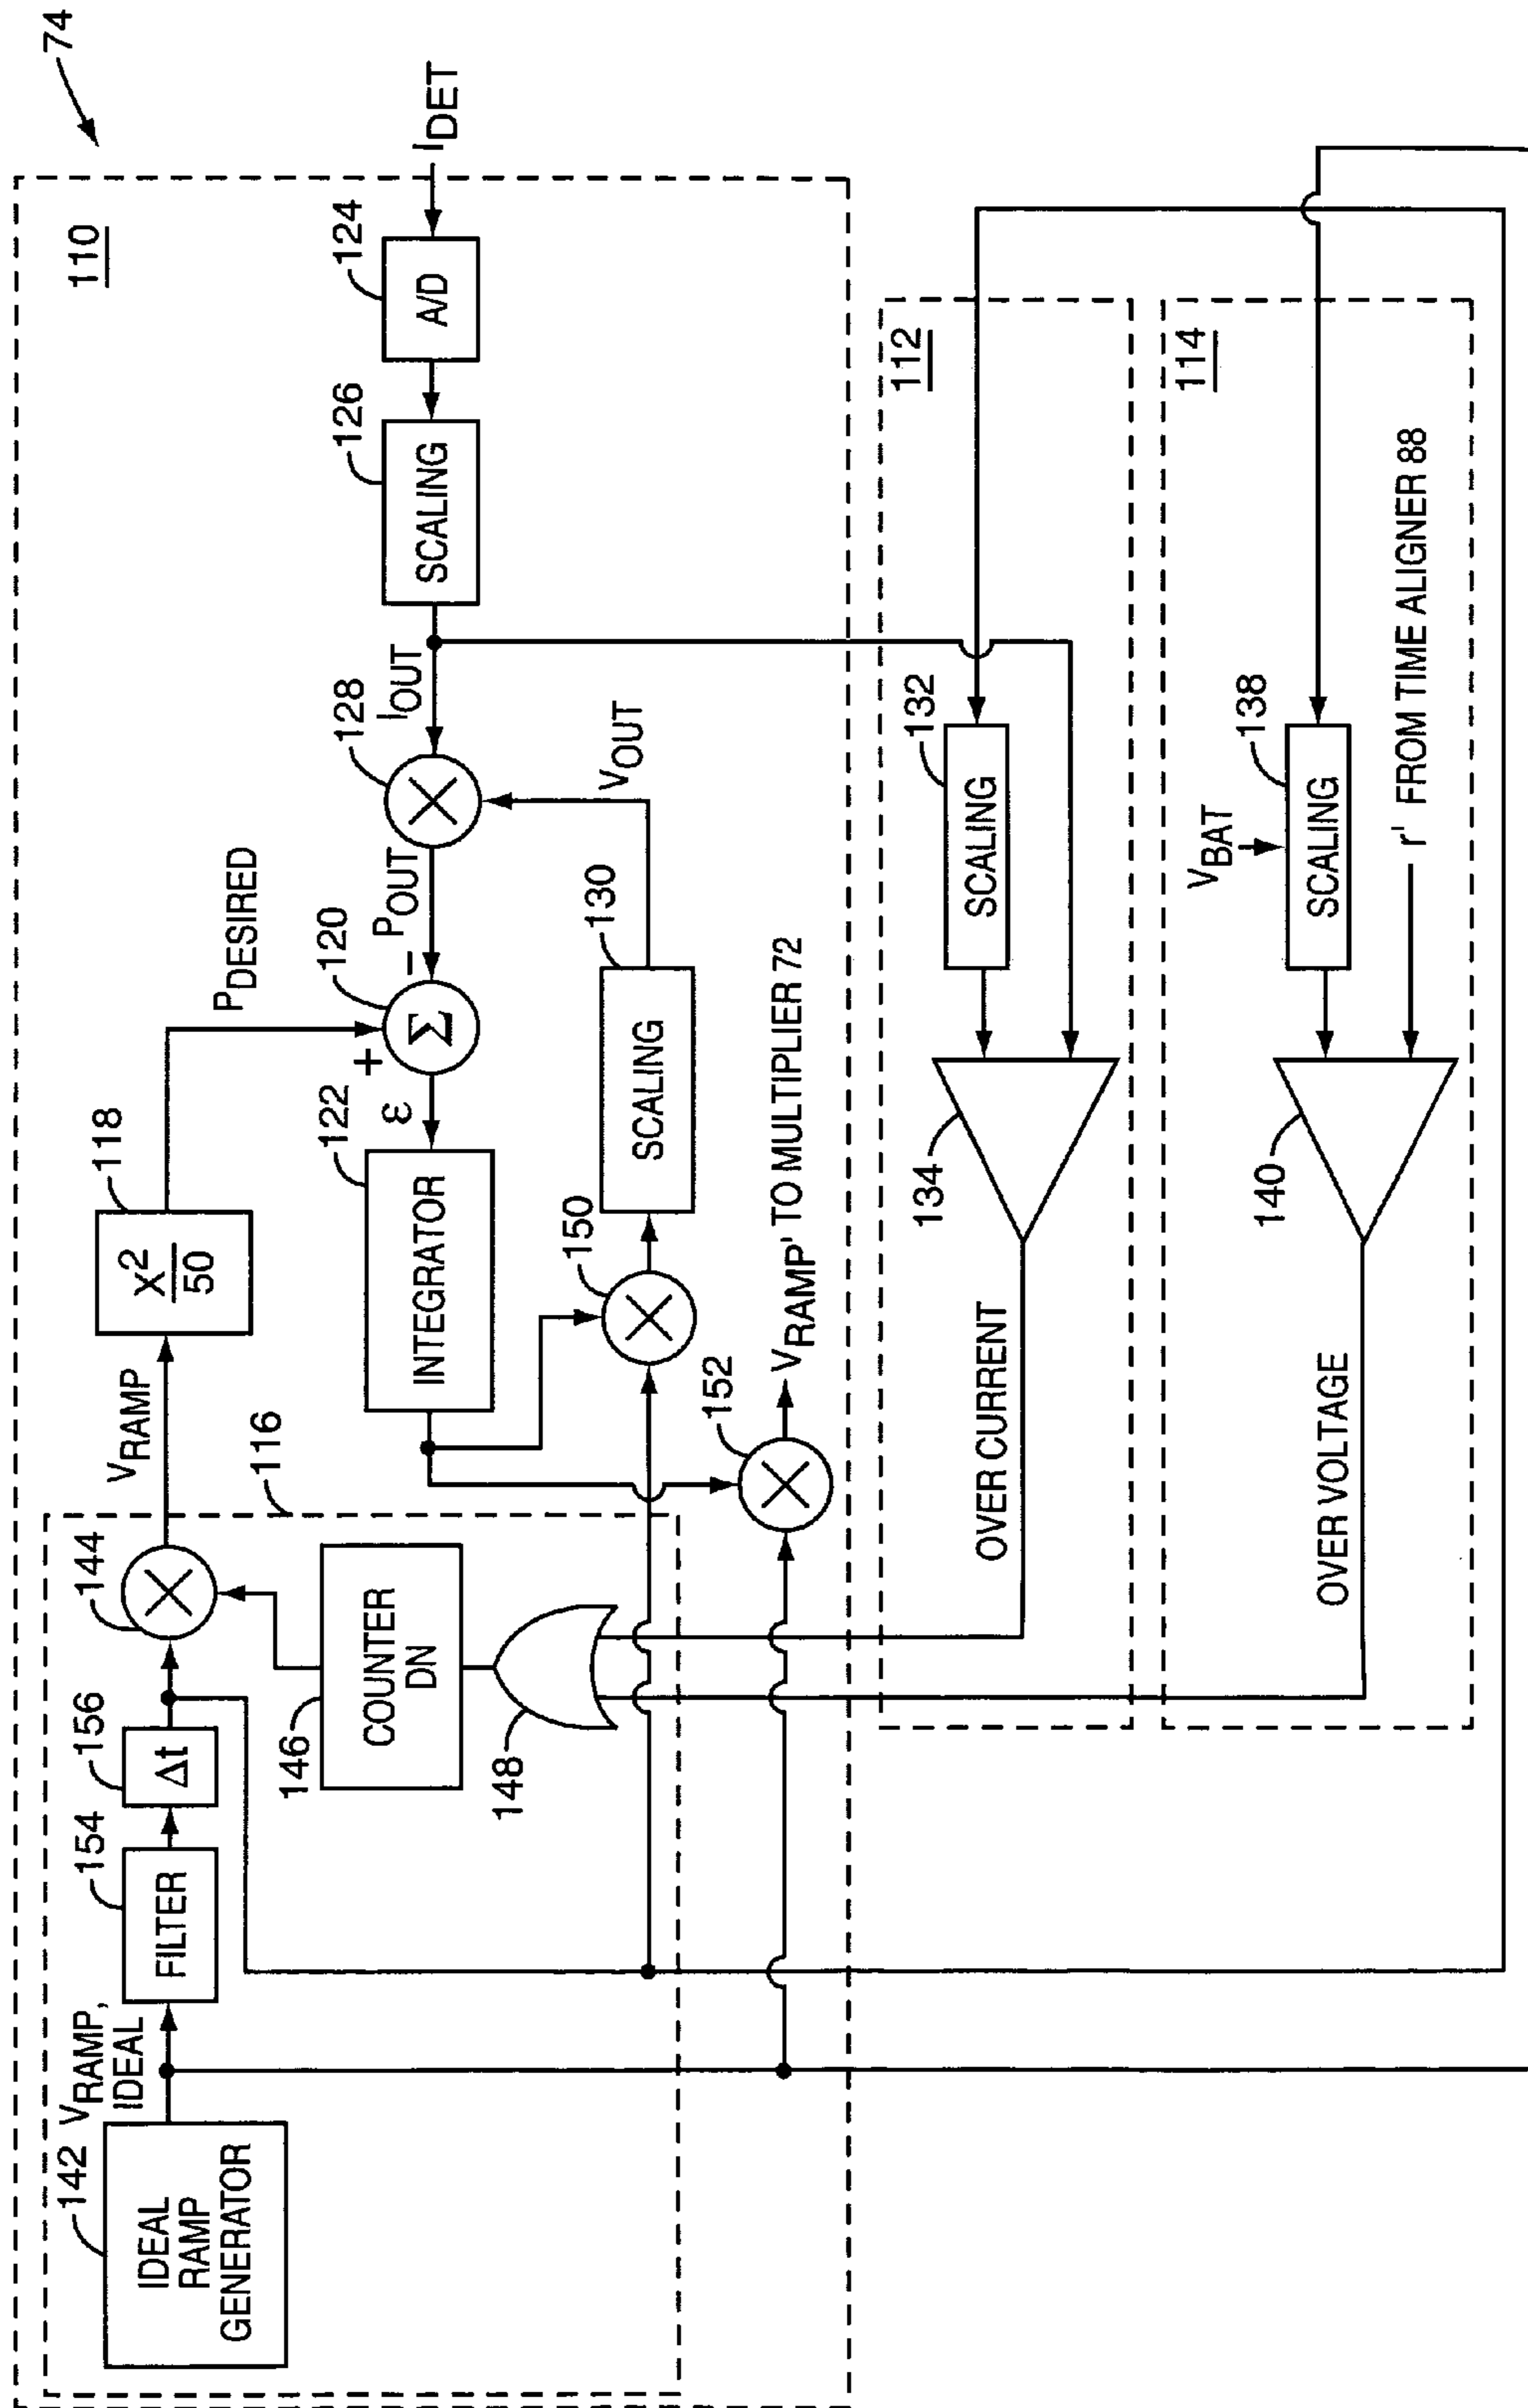 74
110
142
IDEAL
RAMP
GENERATOR
V_RAMP,
IDEAL
154
FILTER
156
Δt
144
V_RAMP
118
X²
50
P_DESIRED
116
146
COUNTER
DN
148
122
INTEGRATOR
ε
+
120
Σ
−
P_OUT
128
I_OUT
126
SCALING
124
A/D
I_DET
150
130
SCALING
V_OUT
152
V_RAMP' TO MULTIPLIER 72
112
OVER CURRENT
134
132
SCALING
114
OVER VOLTAGE
140
V_BAT
138
SCALING
r' FROM TIME ALIGNER 88